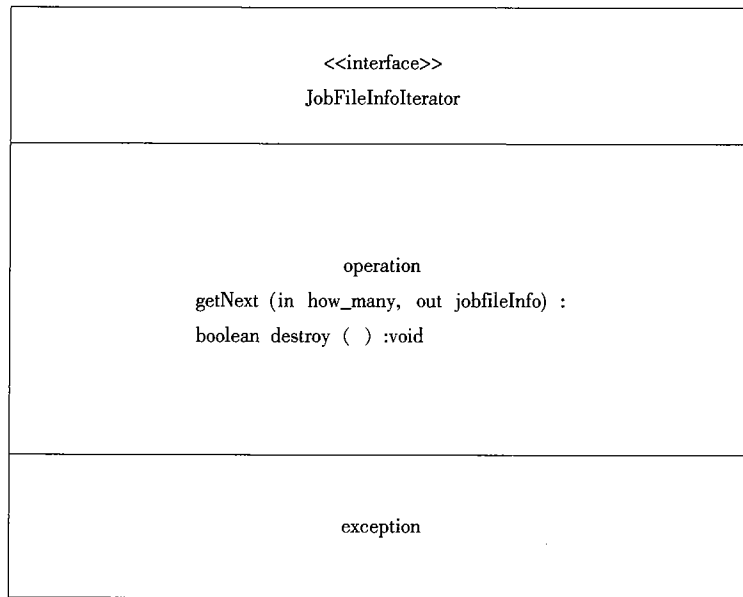 <<interface>>
JobFileInfoIterator
operation
getNext (in how_many, out jobfileInfo) :
boolean destroy ( ) :void
exception